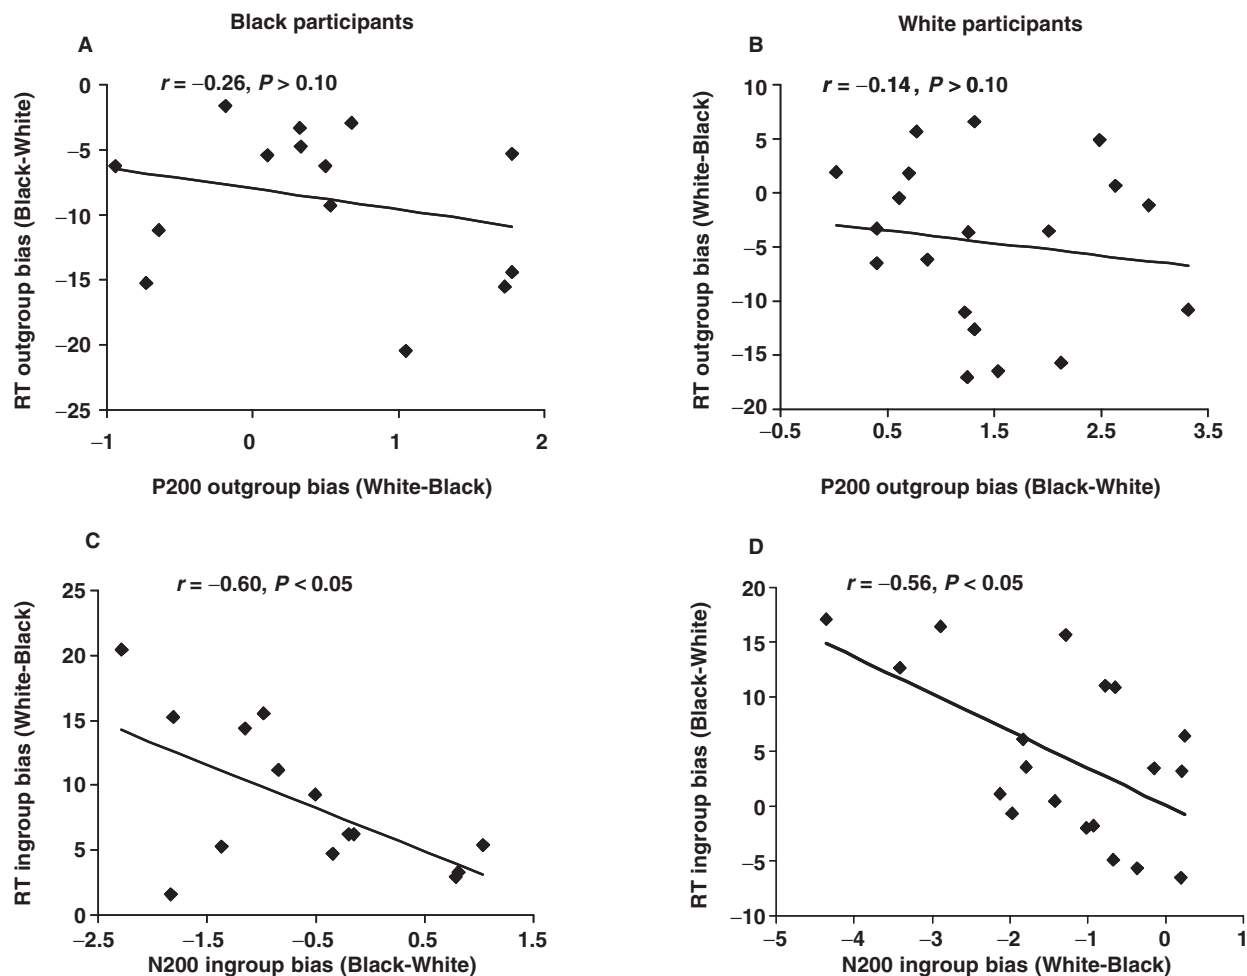 Black participants
White participants
A
r = −0.26, P > 0.10
0
−5
−10
−15
−20
−25
−1
0
1
2
RT outgroup bias (Black-White)
P200 outgroup bias (White-Black)
B
r = −0.14, P > 0.10
10
5
0
−5
−10
−15
−20
−0.5
0.5
1.5
2.5
3.5
RT outgroup bias (White-Black)
P200 outgroup bias (Black-White)
C
r = −0.60, P < 0.05
25
20
15
10
5
0
−2.5
−1.5
−0.5
0.5
1.5
RT ingroup bias (White-Black)
N200 ingroup bias (Black-White)
D
r = −0.56, P < 0.05
20
15
10
5
0
−5
−10
−5
−4
−3
−2
−1
0
1
RT ingroup bias (Black-White)
N200 ingroup bias (White-Black)